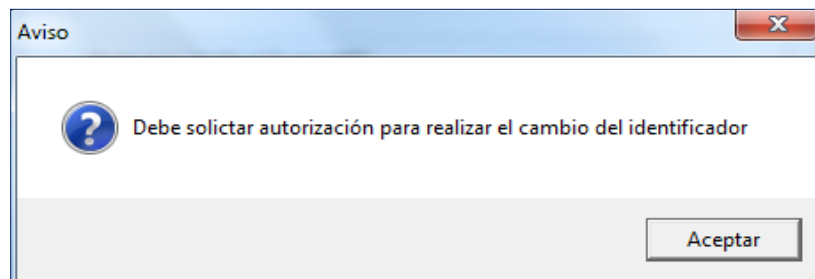 Aviso
Debe solictar autorización para realizar el cambio del identificador
Aceptar